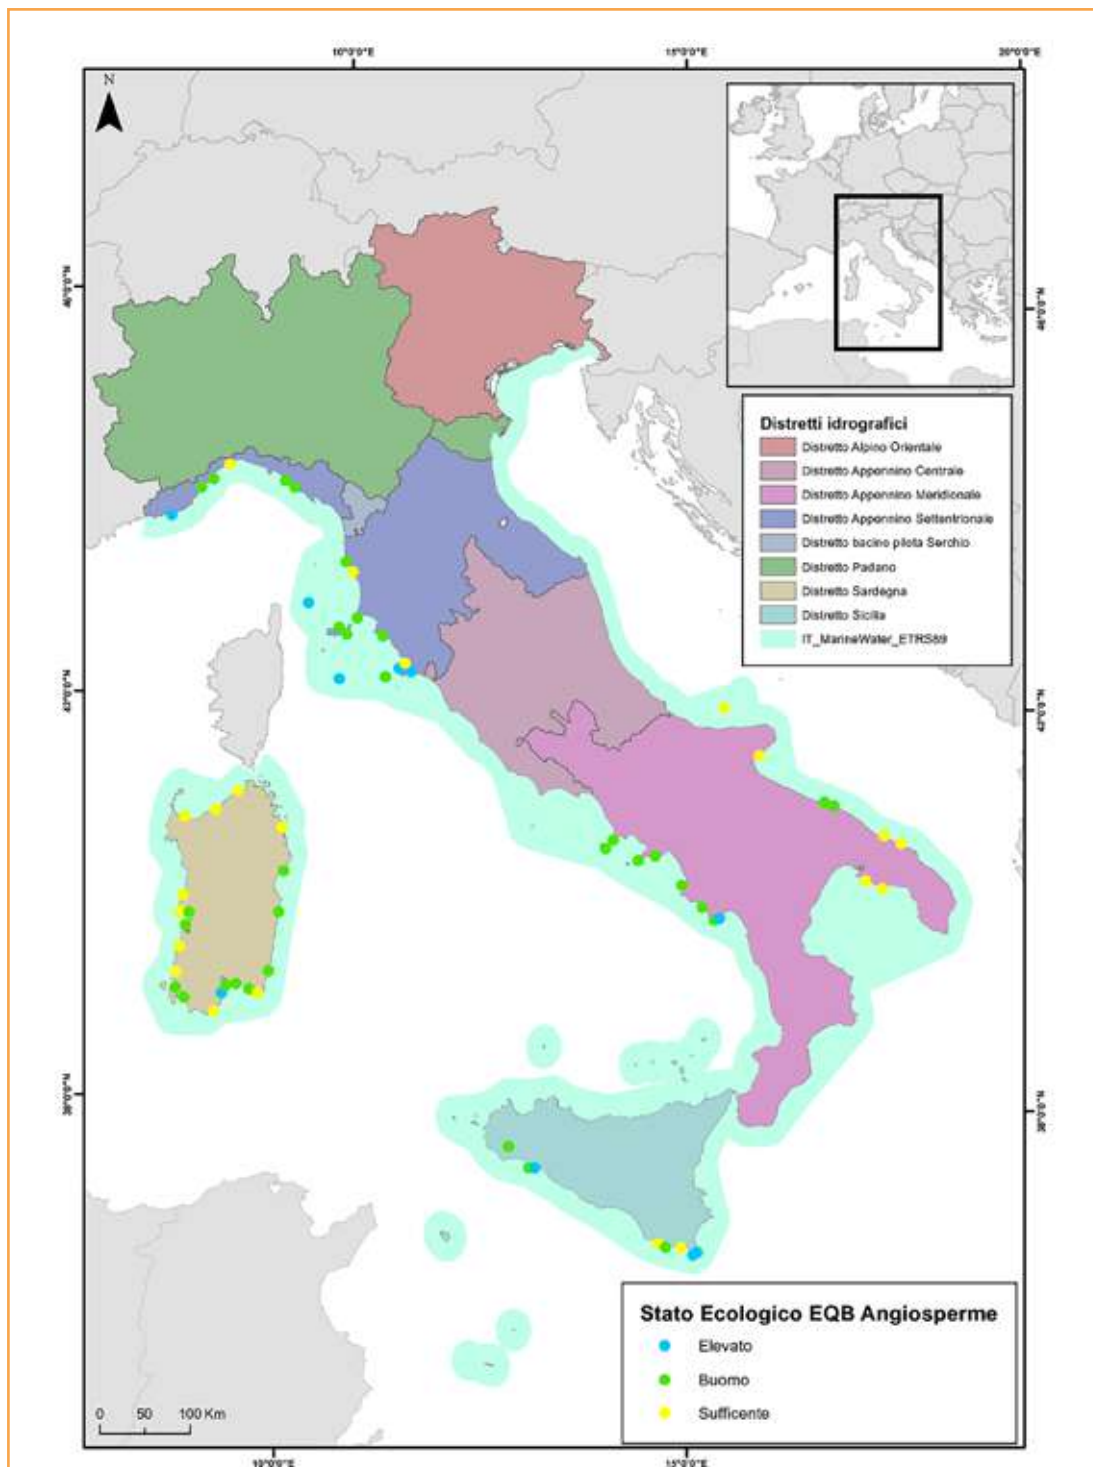 10°0'0"E
15°0'0"E
20°0'0"E
N
Distretti idrografici
Distretto Alpino Orientale
Distretto Appennino Centrale
Distretto Appennino Meridionale
Distretto Appennino Settentrionale
Distretto bacino pilota Serchio
Distretto Padano
Distretto Sardegna
Distretto Sicilia
IT_MarineWater_ETRS89
Stato Ecologico EQB Angiosperme
Elevato
Buomo
Sufficente
0 50 100 Km
10°0'0"E
15°0'0"E